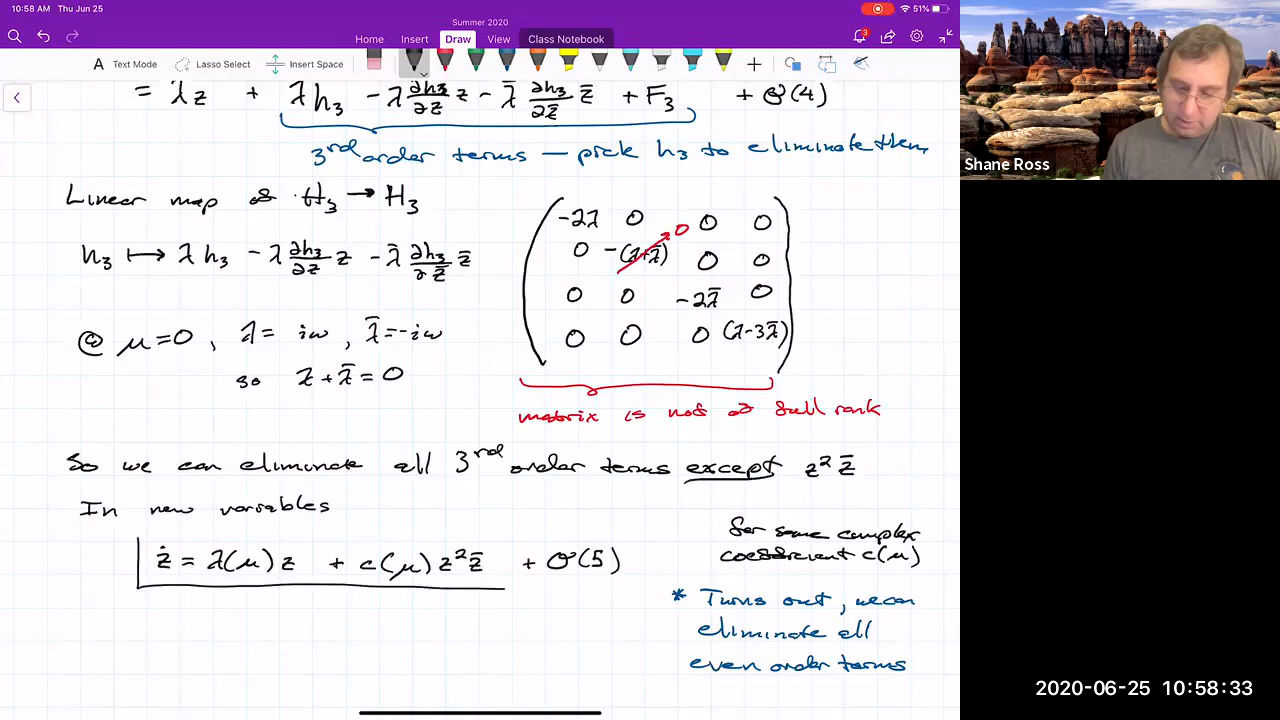 10:58 AM Thu Jun 25
51%
Summer 2020
Home Insert Draw View Class Notebook
3
A Text Mode Lasso Select Insert Space
= λz + λh₃ − λ ∂h₃/∂z z − λ̄ ∂h₃/∂z̄ z̄ + F₃ + O(4)
3rd order terms — pick h₃ to eliminate them
Linear map of H₃ → H₃
h₃ ↦ λh₃ − λ ∂h₃/∂z z − λ̄ ∂h₃/∂z̄ z̄
@ μ=0, λ = iω, λ̄ = −iω
so λ + λ̄ = 0
−2λ 0 0 0
0 −(λ+λ̄) 0 0 0
0 0 −2λ̄ 0
0 0 0 (λ−3λ̄)
matrix is not of full rank
So we can eliminate all 3rd order terms except z²z̄
In new variables
ż = λ(μ)z + c(μ)z²z̄ + O(5)
for some complex
coefficient c(μ)
* Turns out, we can
eliminate all
even order terms
Shane Ross
2020-06-25 10:58:33